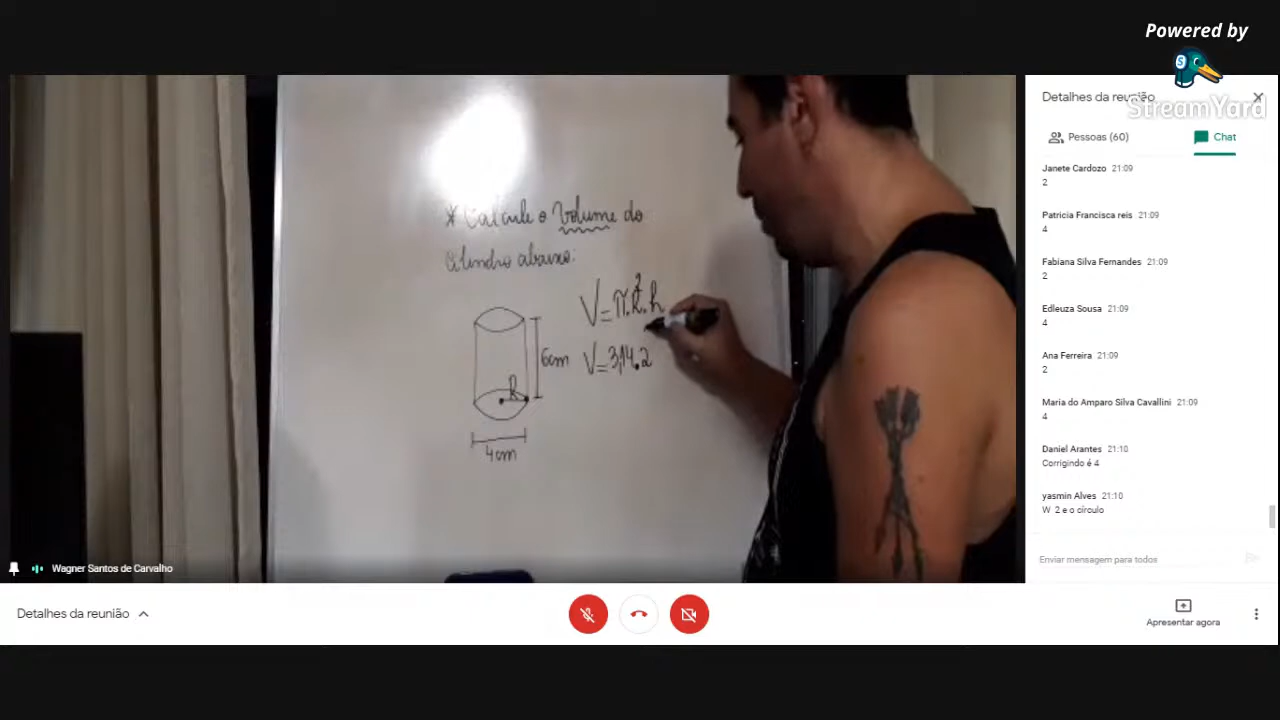 Powered by
StreamYard
Detalhes da reunião
Pessoas (60)
Chat
Janete Cardozo 21:09
2
Patricia Francisca reis 21:09
4
Fabiana Silva Fernandes 21:09
2
Edleuza Sousa 21:09
4
Ana Ferreira 21:09
2
Maria do Amparo Silva Cavallini 21:09
4
Daniel Arantes 21:10
Corrigindo é 4
yasmin Alves 21:10
W 2 e o círculo
Enviar mensagem para todos
* Calcule o Volume do
cilindro abaixo:
V=π.R².h
6cm
V=3,14.2
R
4cm
Wagner Santos de Carvalho
Detalhes da reunião
Apresentar agora